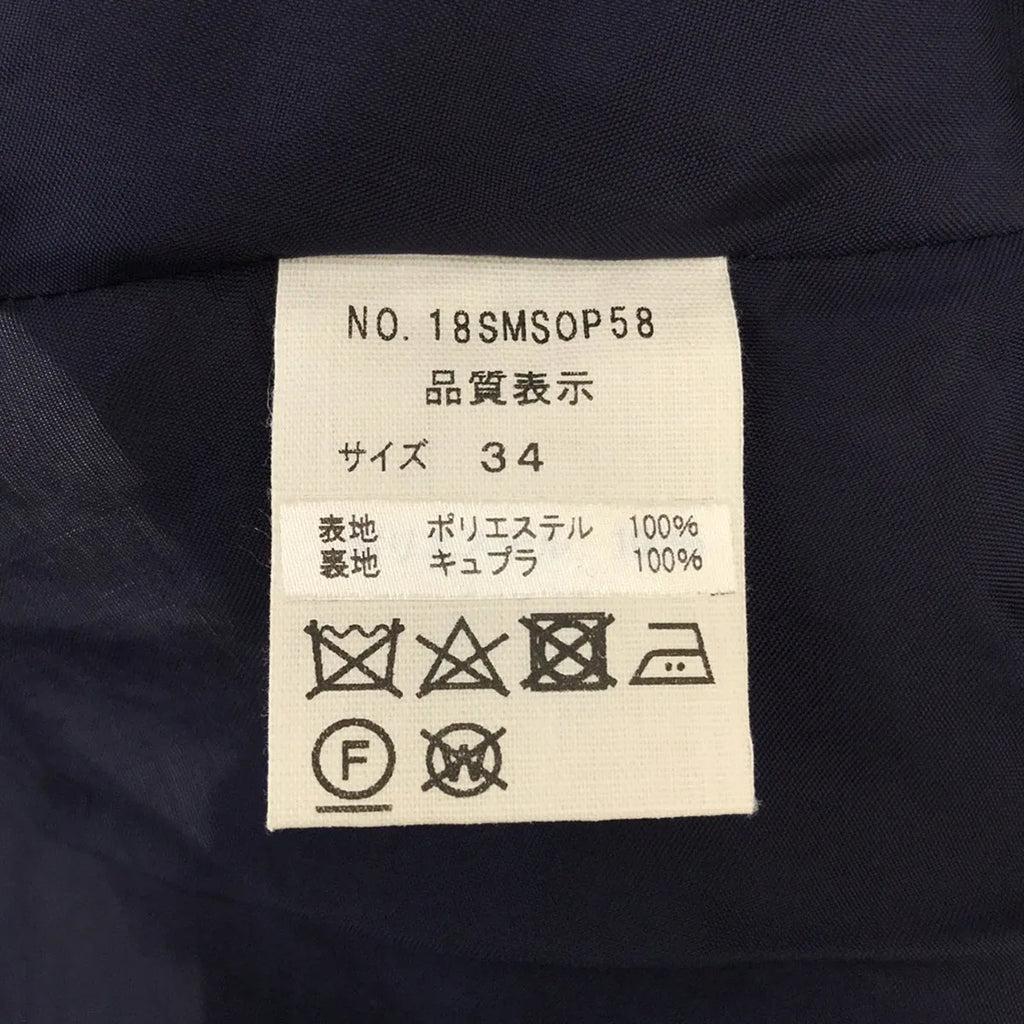 NO. 18SMSOP58
品質表示
サイズ 34
表地 ポリエステル 100%
裏地 キュプラ 100%
F W